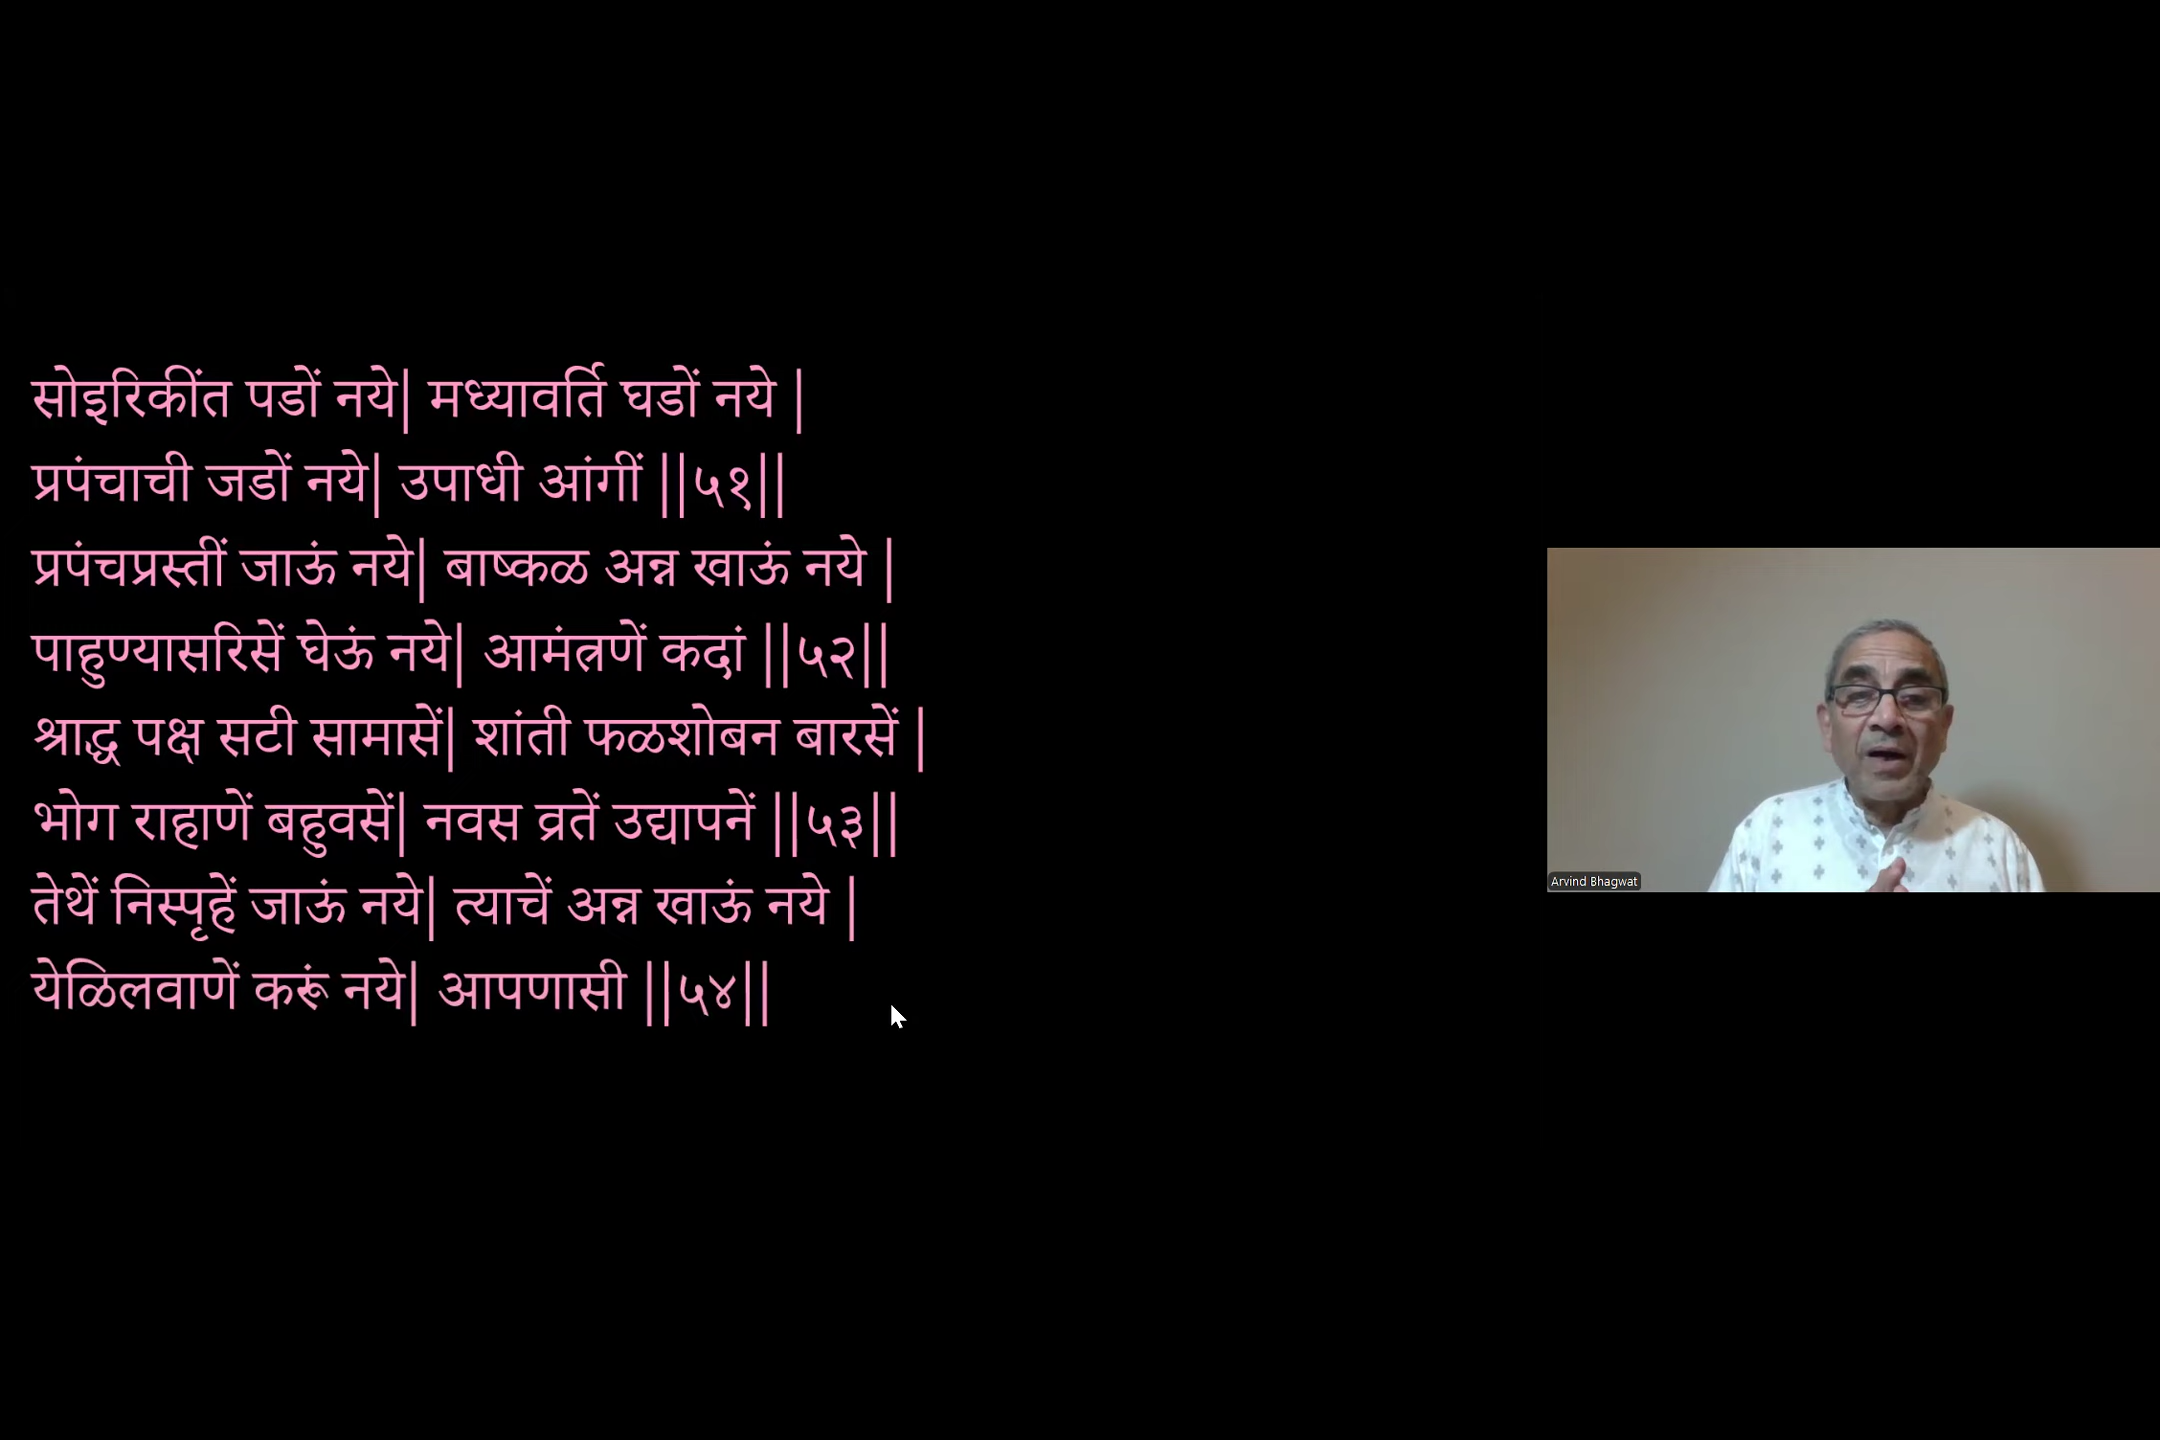 सोइरिकींत पडों नये| मध्यावर्ति घडों नये |
प्रपंचाची जडों नये| उपाधी आंगीं ||५१||
प्रपंचप्रस्तीं जाऊं नये| बाष्कळ अन्न खाऊं नये |
पाहुण्यासरिसें घेऊं नये| आमंत्रणें कदां ||५२||
श्राद्ध पक्ष सटी सामासें| शांती फळशोबन बारसें |
भोग राहाणें बहुवसें| नवस व्रतें उद्यापनें ||५३||
तेथें निस्पृहें जाऊं नये| त्याचें अन्न खाऊं नये |
येळिलवाणें करूं नये| आपणासी ||५४||
Arvind Bhagwat